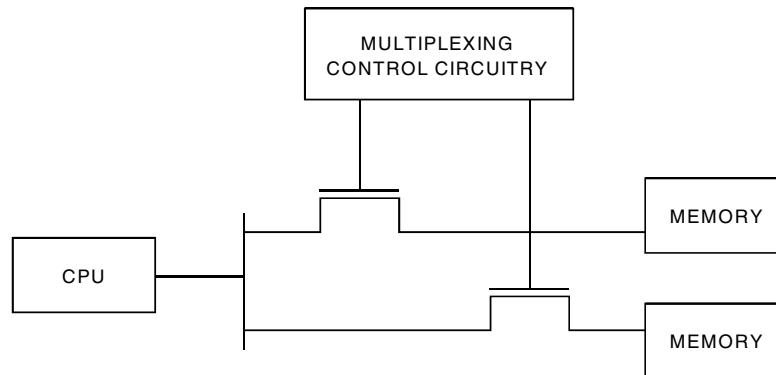 MULTIPLEXING
CONTROL CIRCUITRY
MEMORY
CPU
MEMORY